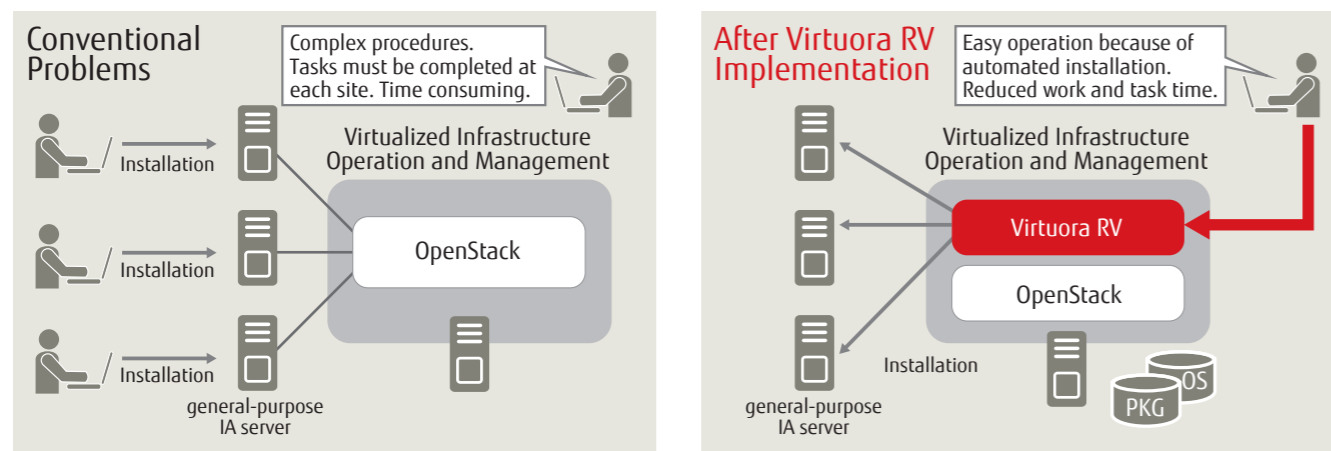 Conventional
Problems
Complex procedures.
Tasks must be completed at
each site. Time consuming.
Virtualized Infrastructure
Operation and Management
Installation
Installation
Installation
OpenStack
general-purpose
IA server
After Virtuora RV
Implementation
Easy operation because of
automated installation.
Reduced work and task time.
Virtualized Infrastructure
Operation and Management
Virtuora RV
OpenStack
Installation
OS
PKG
general-purpose
IA server